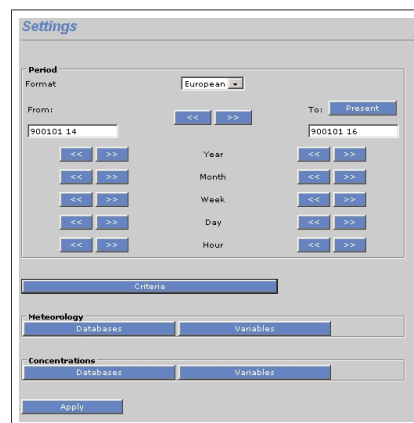 Settings
Period
Format European
From: << >> To: Present
900101 14 900101 16
<< >> Year << >>
<< >> Month << >>
<< >> Week << >>
<< >> Day << >>
<< >> Hour << >>
Criteria
Meteorology
Databases Variables
Concentrations
Databases Variables
Apply